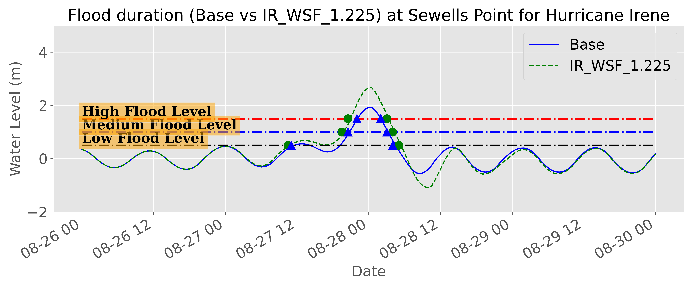 Flood duration (Base vs IR_WSF_1.225) at Sewells Point for Hurricane Irene
Base
IR_WSF_1.225
High Flood Level
Medium Flood Level
Low Flood Level
Water Level (m)
4
2
0
−2
08-26 00
08-26 12
08-27 00
08-27 12
08-28 00
08-28 12
08-29 00
08-29 12
08-30 00
Date